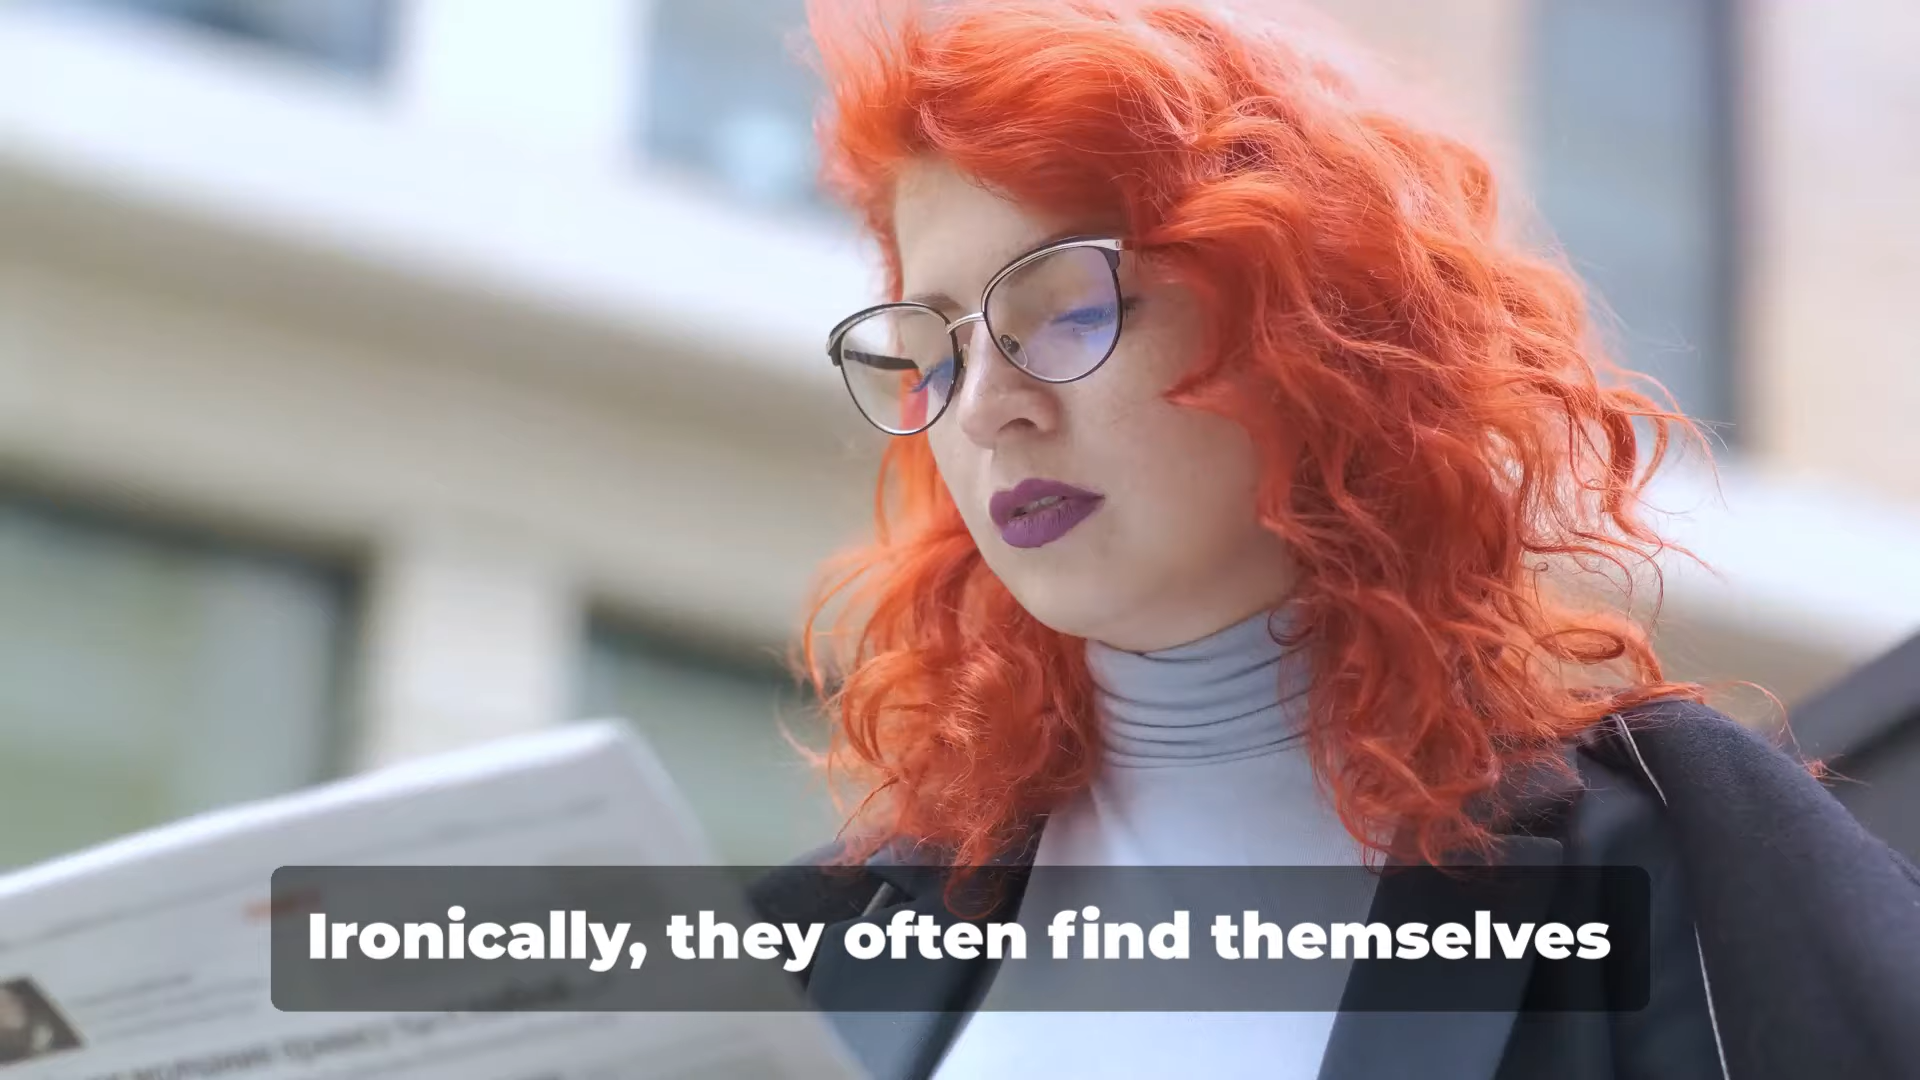 Ironically, they often find themselves